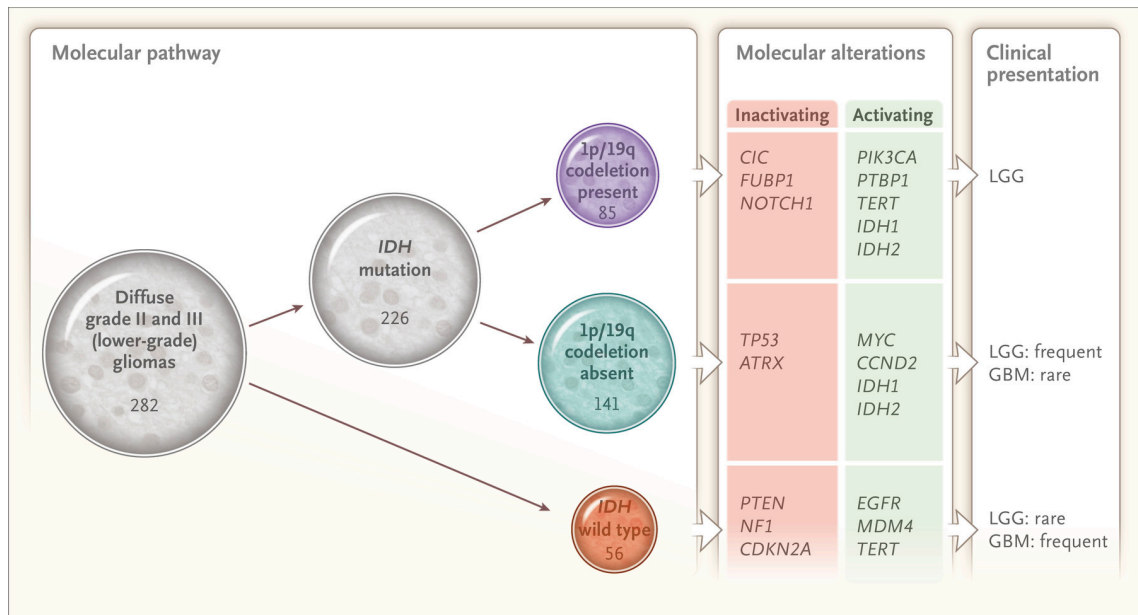 Molecular pathway
Diffuse
grade II and III
(lower-grade)
gliomas
282
IDH
mutation
226
1p/19q
codeletion
present
85
1p/19q
codeletion
absent
141
IDH
wild type
56
Molecular alterations
Inactivating
Activating
CIC
FUBP1
NOTCH1
PIK3CA
PTBP1
TERT
IDH1
IDH2
TP53
ATRX
MYC
CCND2
IDH1
IDH2
PTEN
NF1
CDKN2A
EGFR
MDM4
TERT
Clinical
presentation
LGG
LGG: frequent
GBM: rare
LGG: rare
GBM: frequent